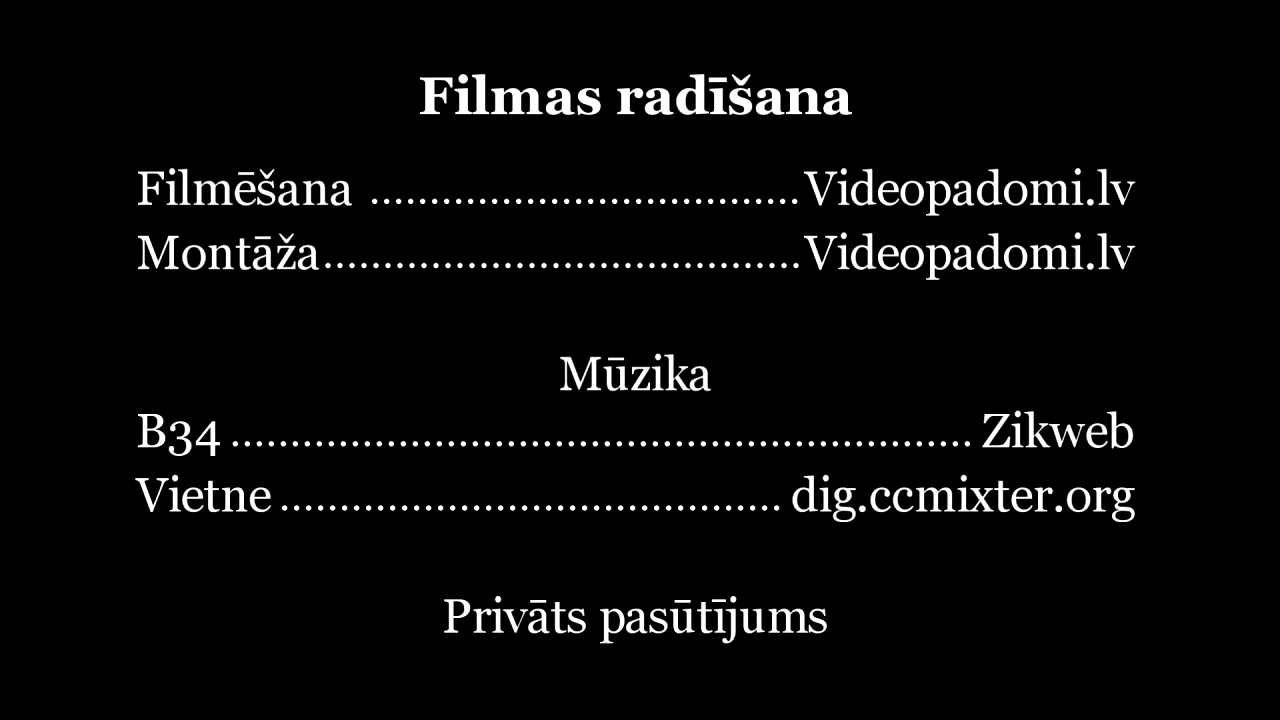 Filmas radīšana
Filmēšana ....................................Videopadomi.lv
Montāža........................................Videopadomi.lv
Mūzika
B34 .............................................................. Zikweb
Vietne .......................................... dig.ccmixter.org
Privāts pasūtījums